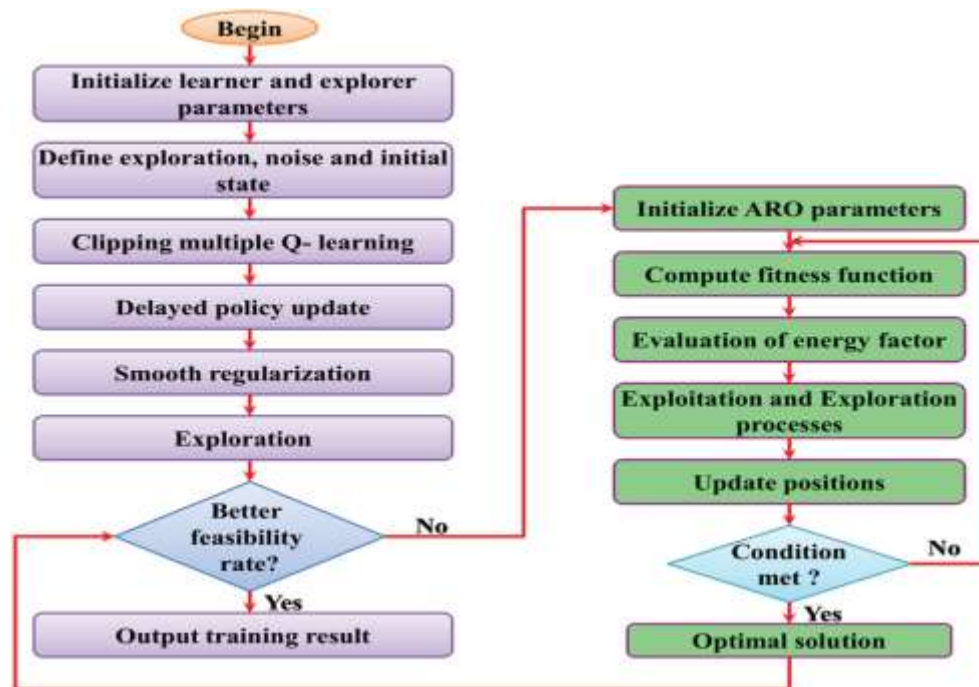 Begin
Initialize learner and explorer
parameters
Define exploration, noise and initial
state
Clipping multiple Q- learning
Delayed policy update
Smooth regularization
Exploration
Better
feasibility
rate?
No
Yes
Output training result
Initialize ARO parameters
Compute fitness function
Evaluation of energy factor
Exploitation and Exploration
processes
Update positions
Condition
met ?
No
Yes
Optimal solution